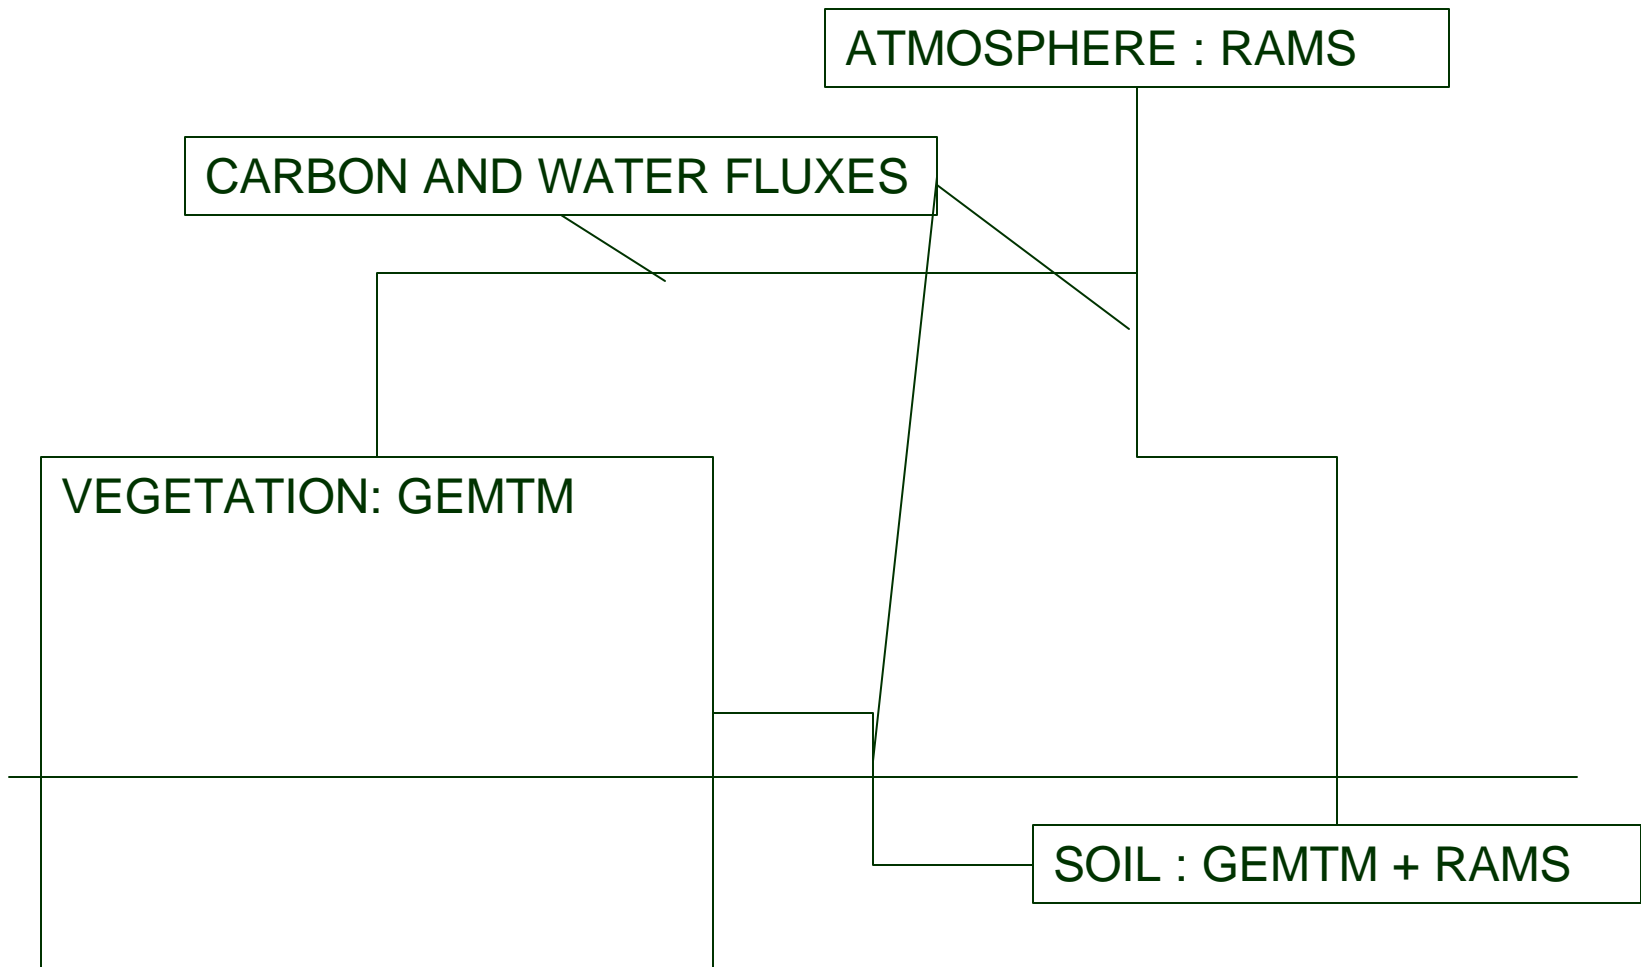 ATMOSPHERE : RAMS
CARBON AND WATER FLUXES
VEGETATION: GEMTM
SOIL : GEMTM + RAMS